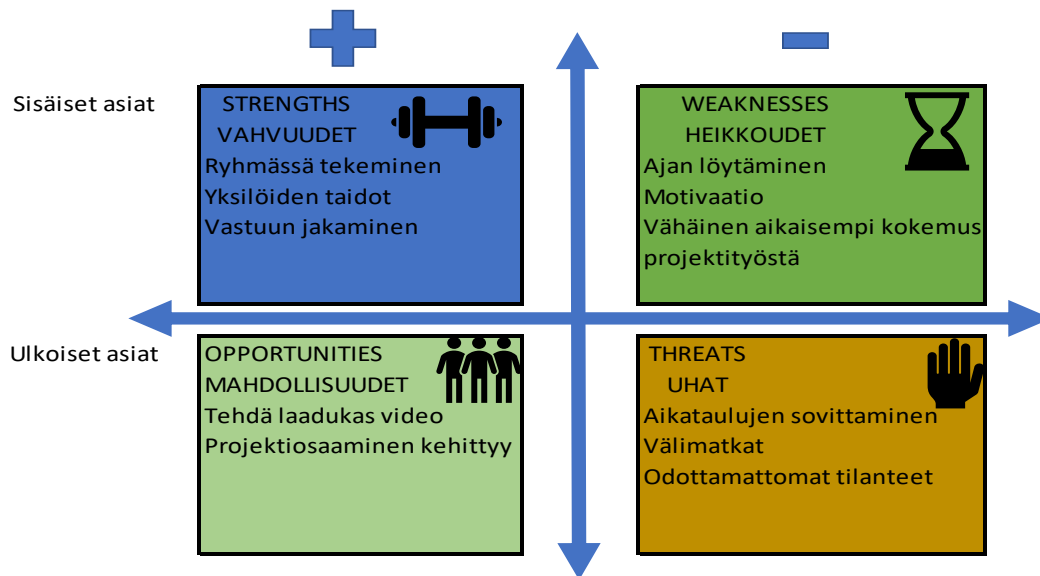 Sisäiset asiat
STRENGTHS
VAHVUUDET
Ryhmässä tekeminen
Yksilöiden taidot
Vastuun jakaminen
WEAKNESSES
HEIKKOUDET
Ajan löytäminen
Motivaatio
Vähäinen aikaisempi kokemus
projektityöstä
Ulkoiset asiat
OPPORTUNITIES
MAHDOLLISUUDET
Tehdä laadukas video
Projektiosaaminen kehittyy
THREATS
UHAT
Aikataulujen sovittaminen
Välimatkat
Odottamattomat tilanteet